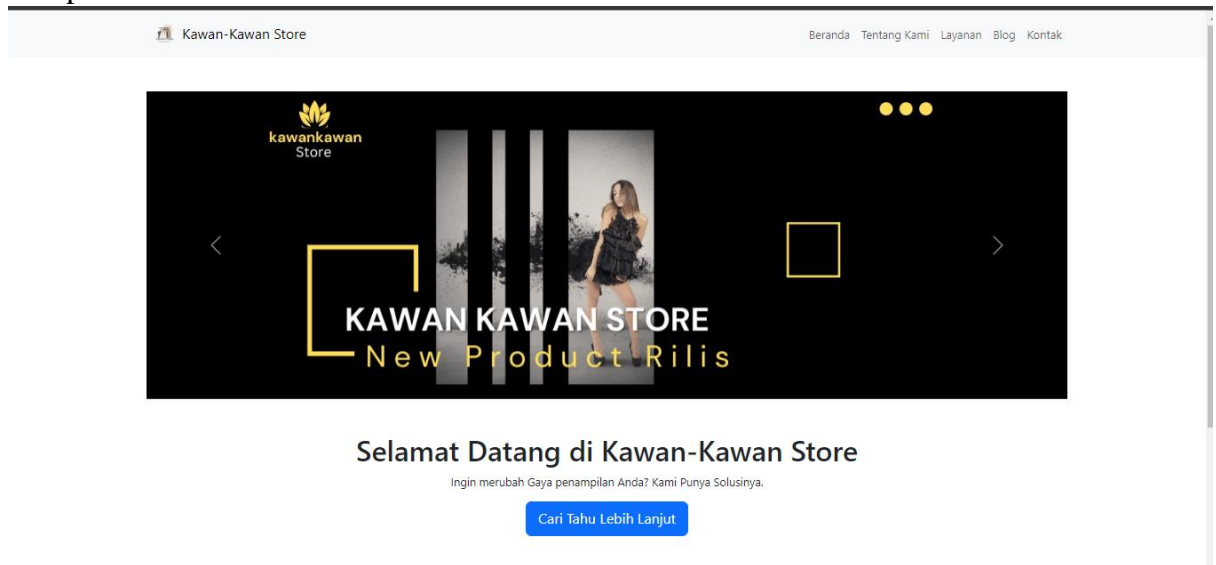 Kawan-Kawan Store
Beranda Tentang Kami Layanan Blog Kontak
kawankawan
Store
KAWAN KAWAN STORE
New Product Rilis
Selamat Datang di Kawan-Kawan Store
Ingin merubah Gaya penampilan Anda? Kami Punya Solusinya.
Cari Tahu Lebih Lanjut